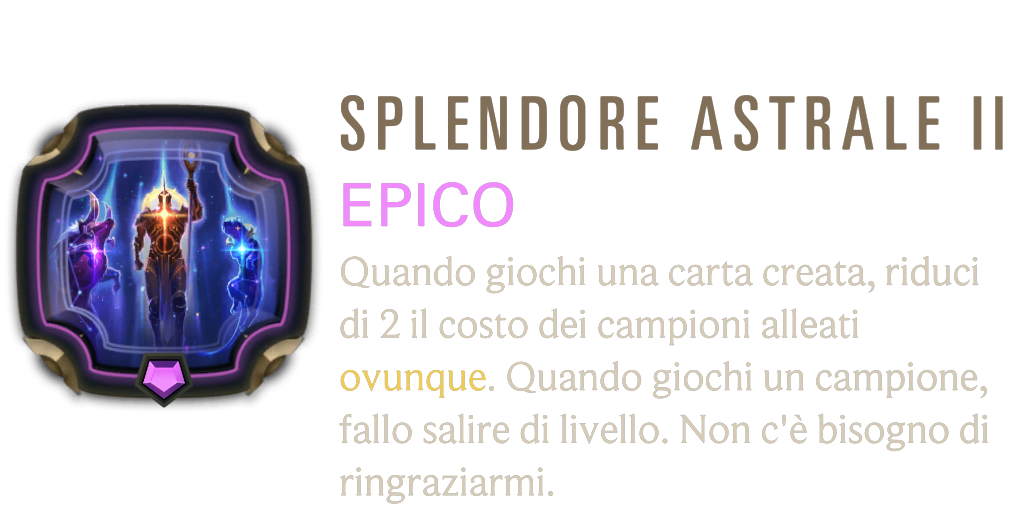 SPLENDORE ASTRALE II
EPICO
Quando giochi una carta creata, riduci
di 2 il costo dei campioni alleati
ovunque. Quando giochi un campione,
fallo salire di livello. Non c'è bisogno di
ringraziarmi.